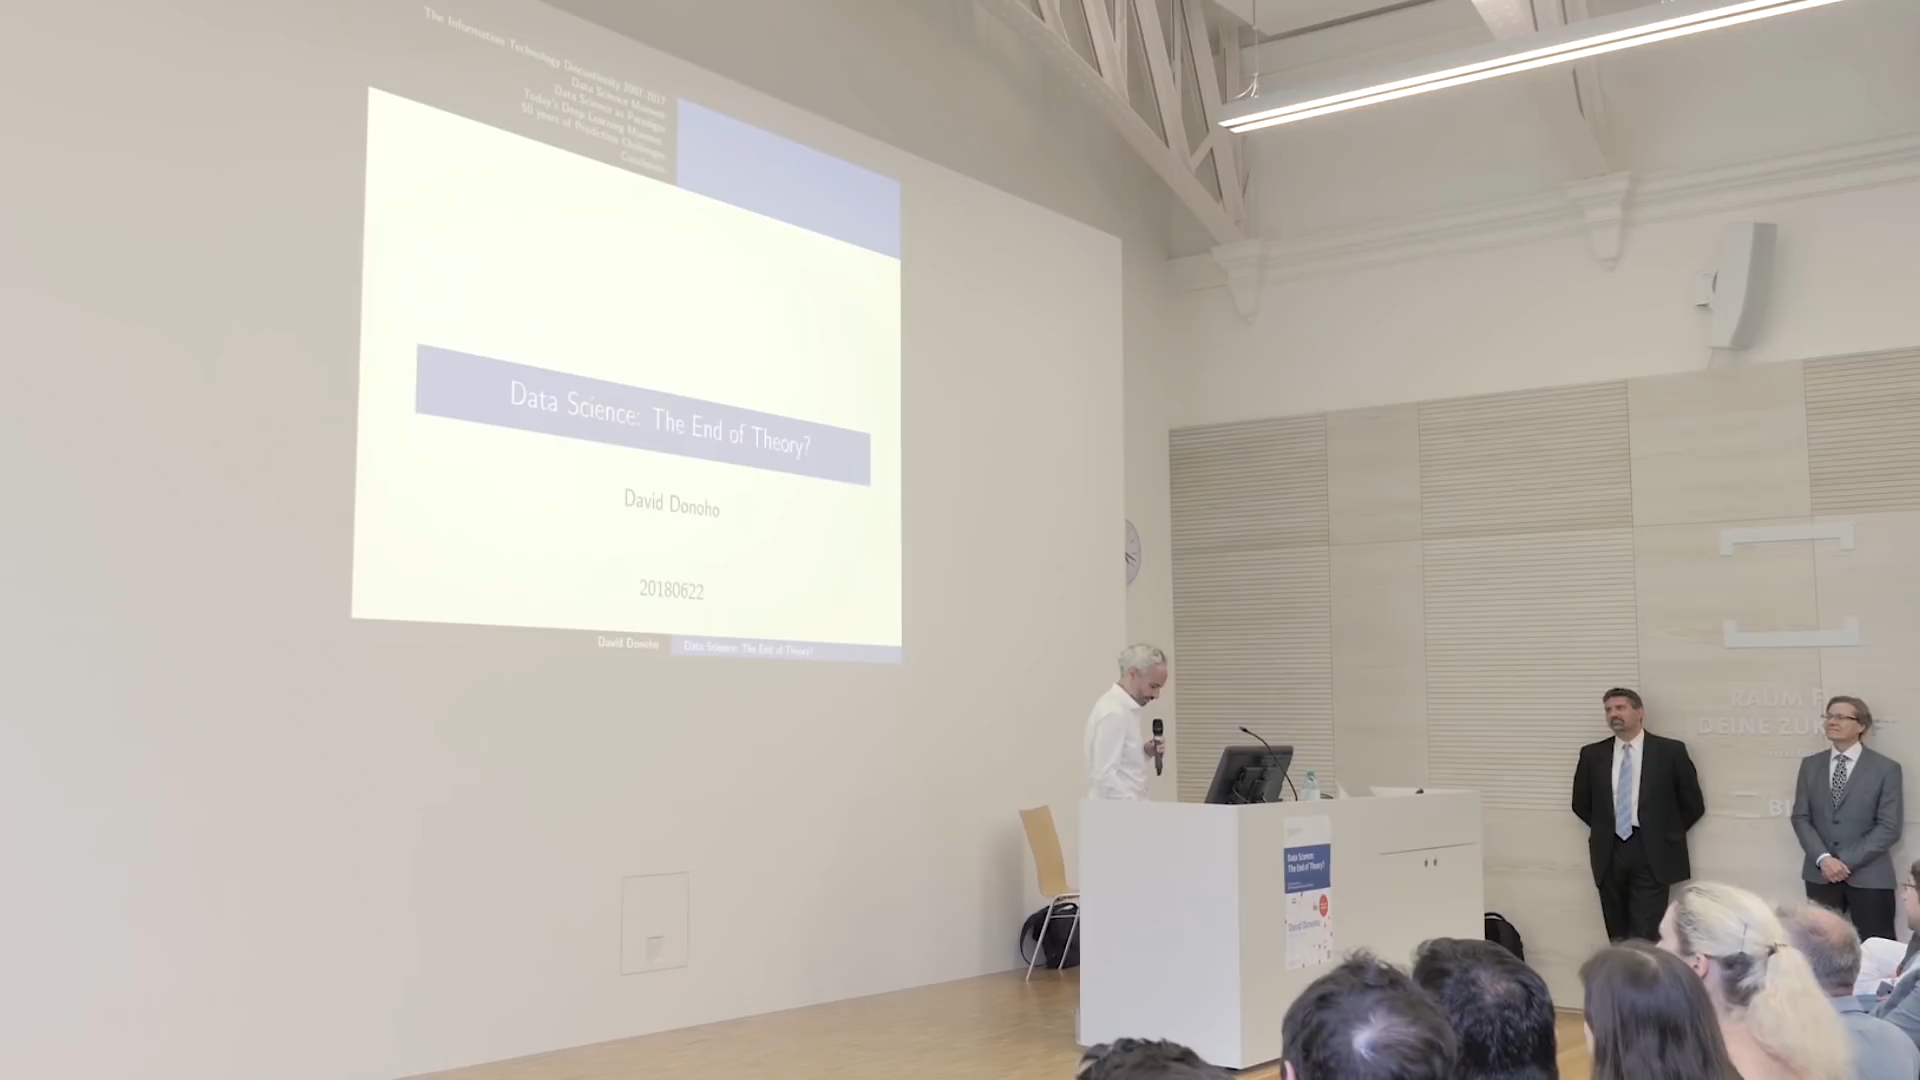 The Information Technology Discontinuity 2007-2017
Data Science Moment
Data Science as Paradigm
Today's Deep Learning Moment
50 years of Prediction Challenges
Conclusion
Data Science: The End of Theory?
David Donoho
20180622
David Donoho
Data Science: The End of Theory?
RAUM F
DEINE ZUK
Data Science:
The End of Theory?
David Donoho